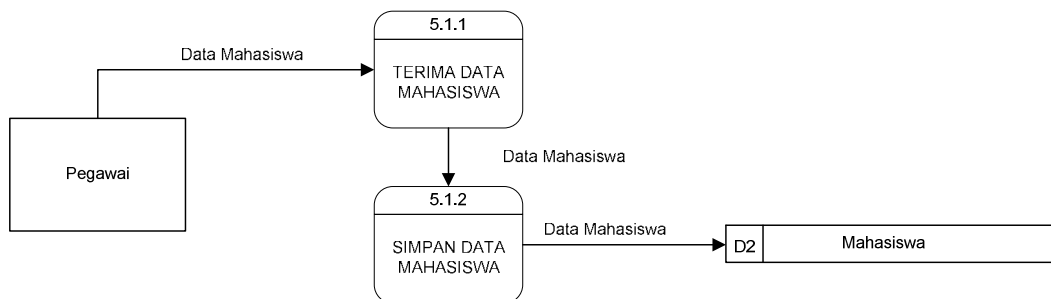 5.1.1
Data Mahasiswa
TERIMA DATA
MAHASISWA
Pegawai
Data Mahasiswa
5.1.2
Data Mahasiswa
SIMPAN DATA
MAHASISWA
D2
Mahasiswa